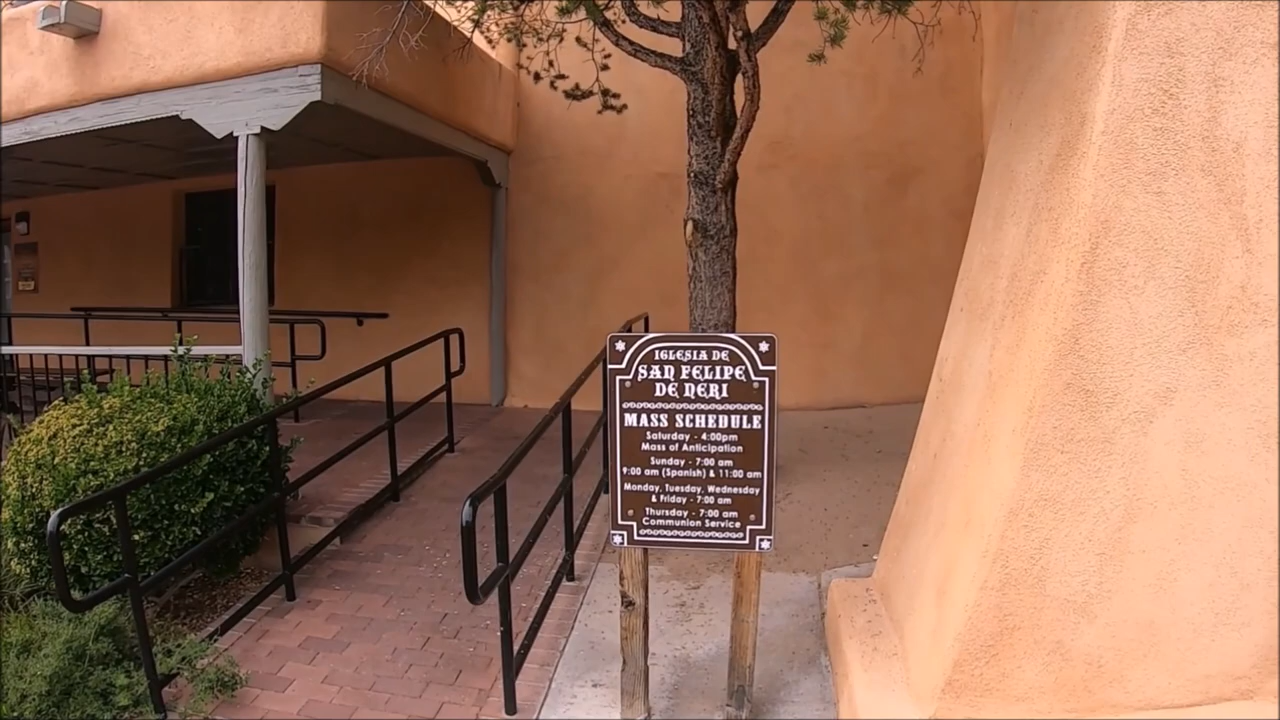 IGLESIA DE
SAN FELIPE
DE NERI
MASS SCHEDULE
Saturday - 4:00pm
Mass of Anticipation
Sunday - 7:00 am
9:00 am (Spanish) & 11:00 am
Monday, Tuesday, Wednesday
& Friday - 7:00 am
Thursday - 7:00 am
Communion Service